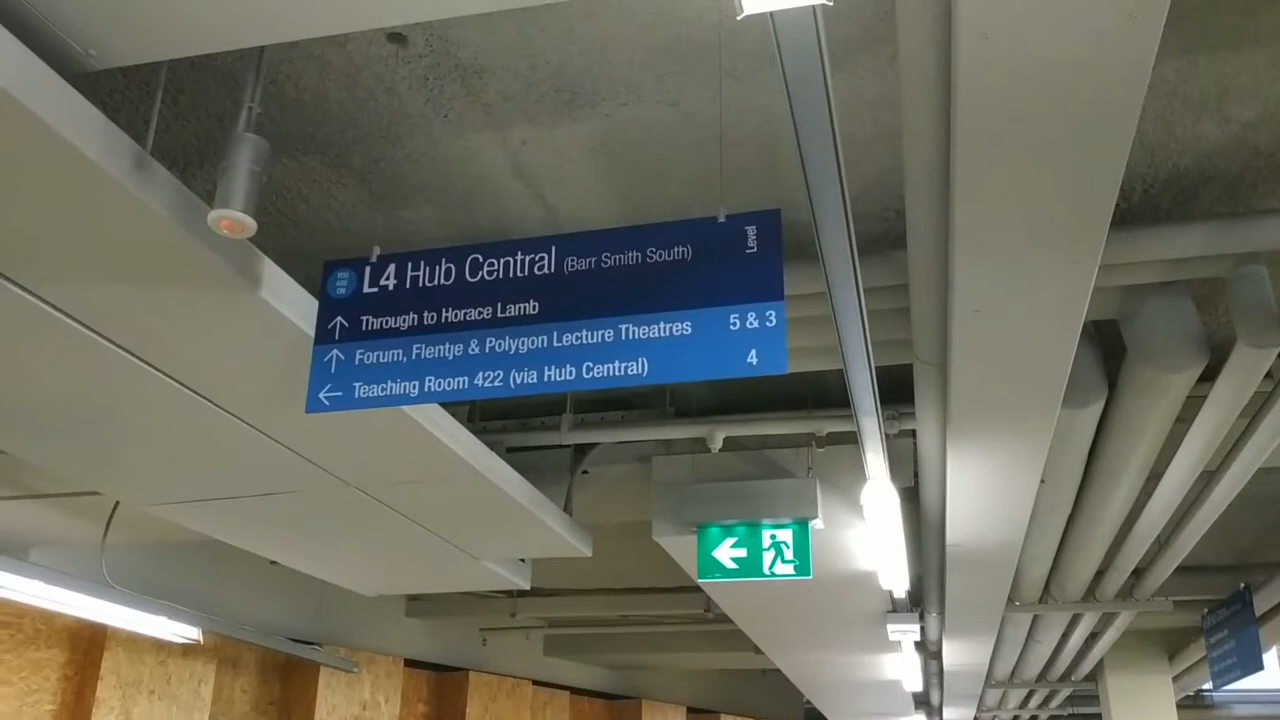 YOU
ARE
ON
L4 Hub Central (Barr Smith South)
Level
Through to Horace Lamb
Forum, Flentje & Polygon Lecture Theatres 5 & 3
Teaching Room 422 (via Hub Central) 4